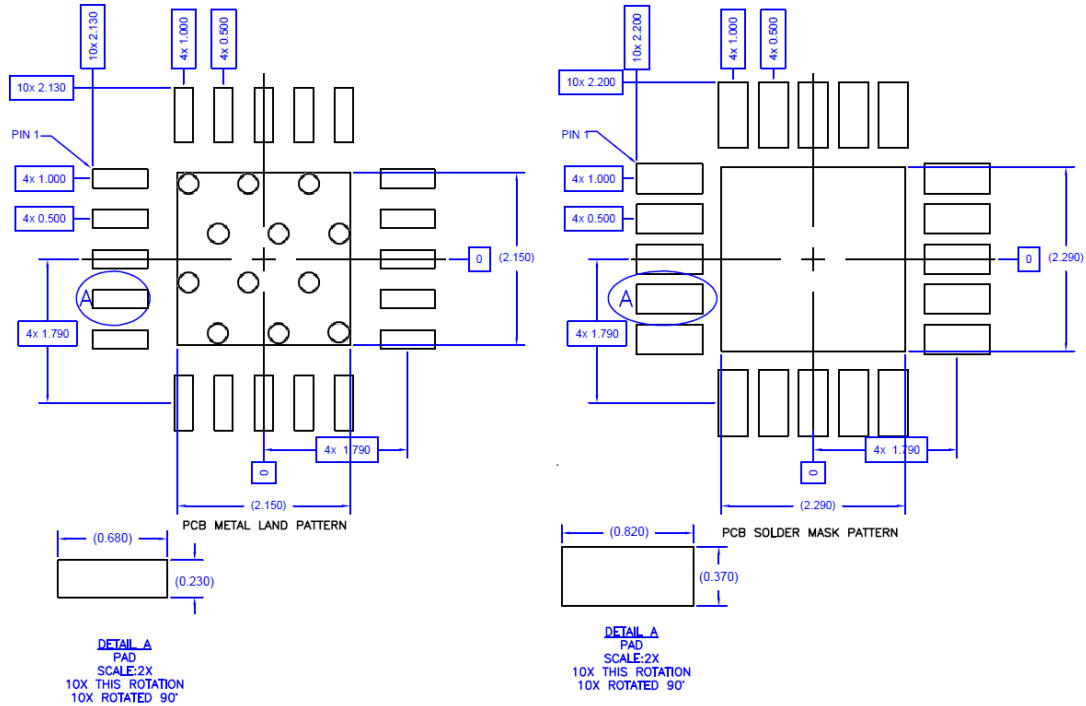 10x 2.130
4x 1.000
4x 0.500
10x 2.130
PIN 1
4x 1.000
4x 0.500
0
(2.150)
A
4x 1.790
4x 1.790
0
(2.150)
PCB METAL LAND PATTERN
(0.680)
(0.230)
DETAIL A
PAD
SCALE:2X
10X THIS ROTATION
10X ROTATED 90°
10x 2.200
4x 1.000
4x 0.500
10x 2.200
PIN 1
4x 1.000
4x 0.500
0
(2.290)
A
4x 1.790
4x 1.790
0
(2.290)
PCB SOLDER MASK PATTERN
(0.820)
(0.370)
DETAIL A
PAD
SCALE:2X
10X THIS ROTATION
10X ROTATED 90°